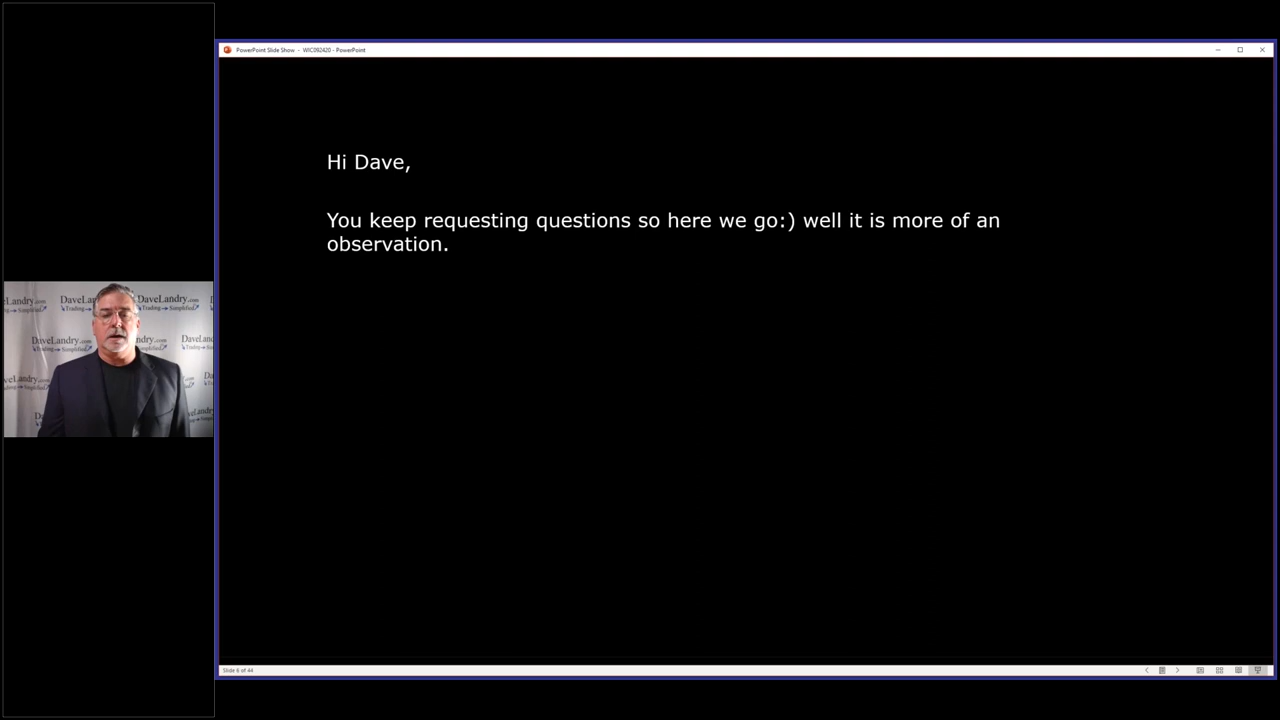 PowerPoint Slide Show - WIC092420 - PowerPoint
Hi Dave,
You keep requesting questions so here we go:) well it is more of an
observation.
DaveLandry.com
Trading Simplified
Slide 6 of 44